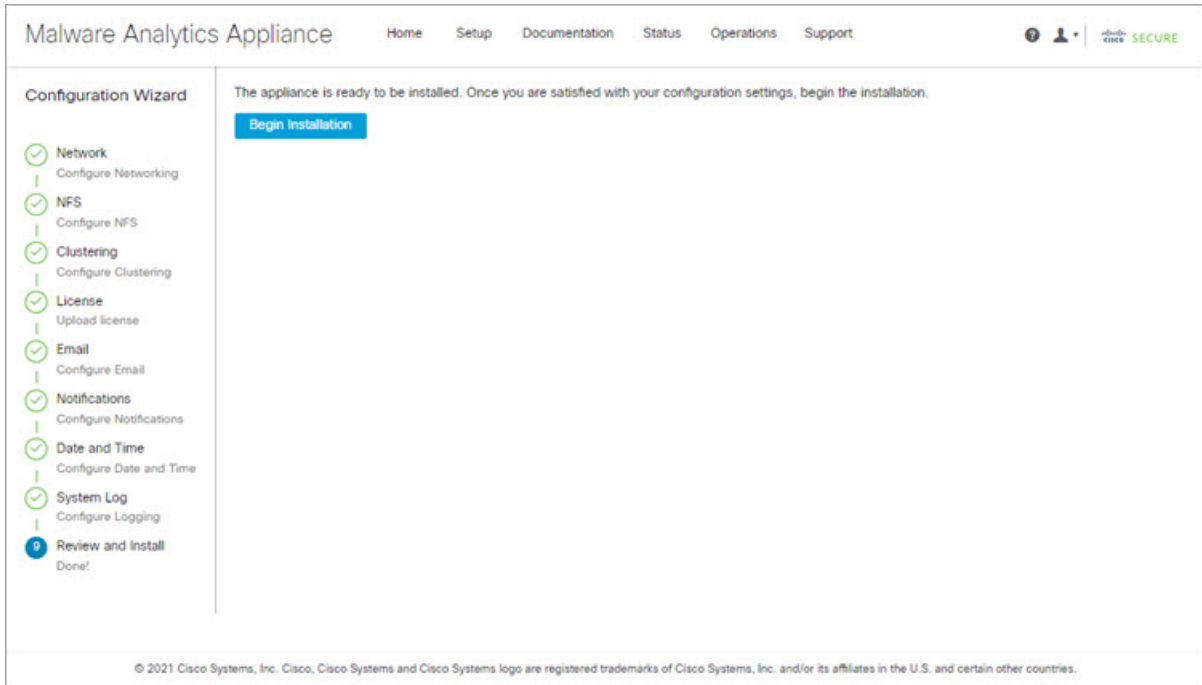 Malware Analytics Appliance
Home Setup Documentation Status Operations Support
cisco SECURE
Configuration Wizard
Network
Configure Networking
NFS
Configure NFS
Clustering
Configure Clustering
License
Upload license
Email
Configure Email
Notifications
Configure Notifications
Date and Time
Configure Date and Time
System Log
Configure Logging
9 Review and Install
Done!
The appliance is ready to be installed. Once you are satisfied with your configuration settings, begin the installation.
Begin Installation
© 2021 Cisco Systems, Inc. Cisco, Cisco Systems and Cisco Systems logo are registered trademarks of Cisco Systems, Inc. and/or its affiliates in the U.S. and certain other countries.